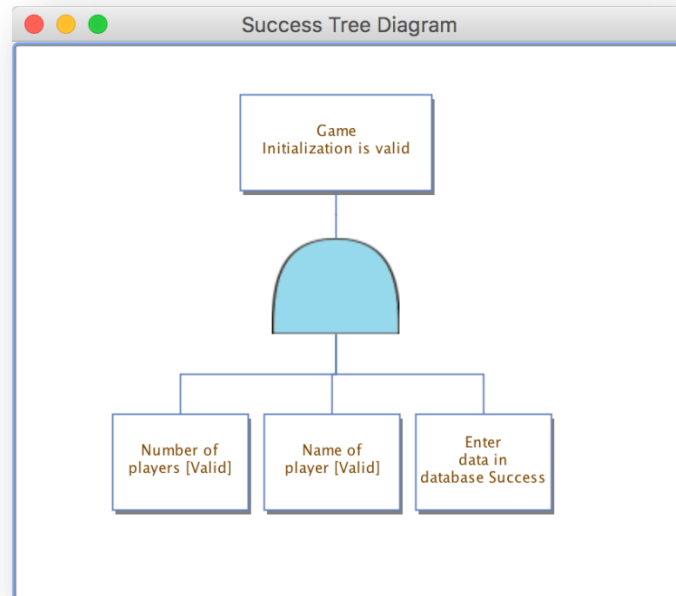 Success Tree Diagram
Game
Initialization is valid
Number of
players [Valid]
Name of
player [Valid]
Enter
data in
database Success